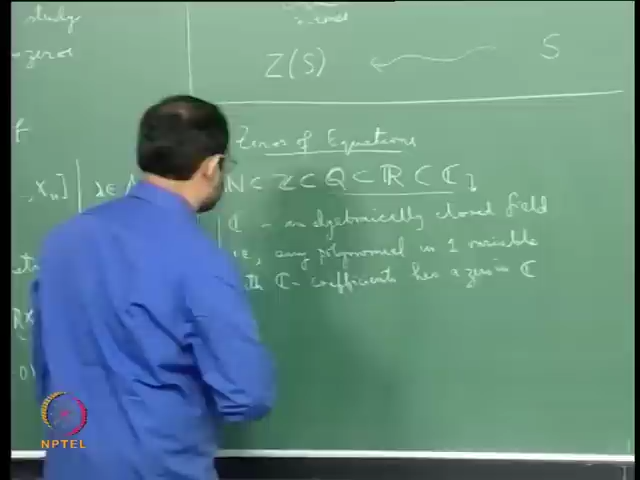 study
zero
Z(S) S
Zeros of Equations
, Xn] | x ∈ A
N ⊂ Z ⊂ Q ⊂ R ⊂ C
C - an algebraically closed field
ie, any polynomial in 1 variable
th C-coefficients has a zero in C
NPTEL